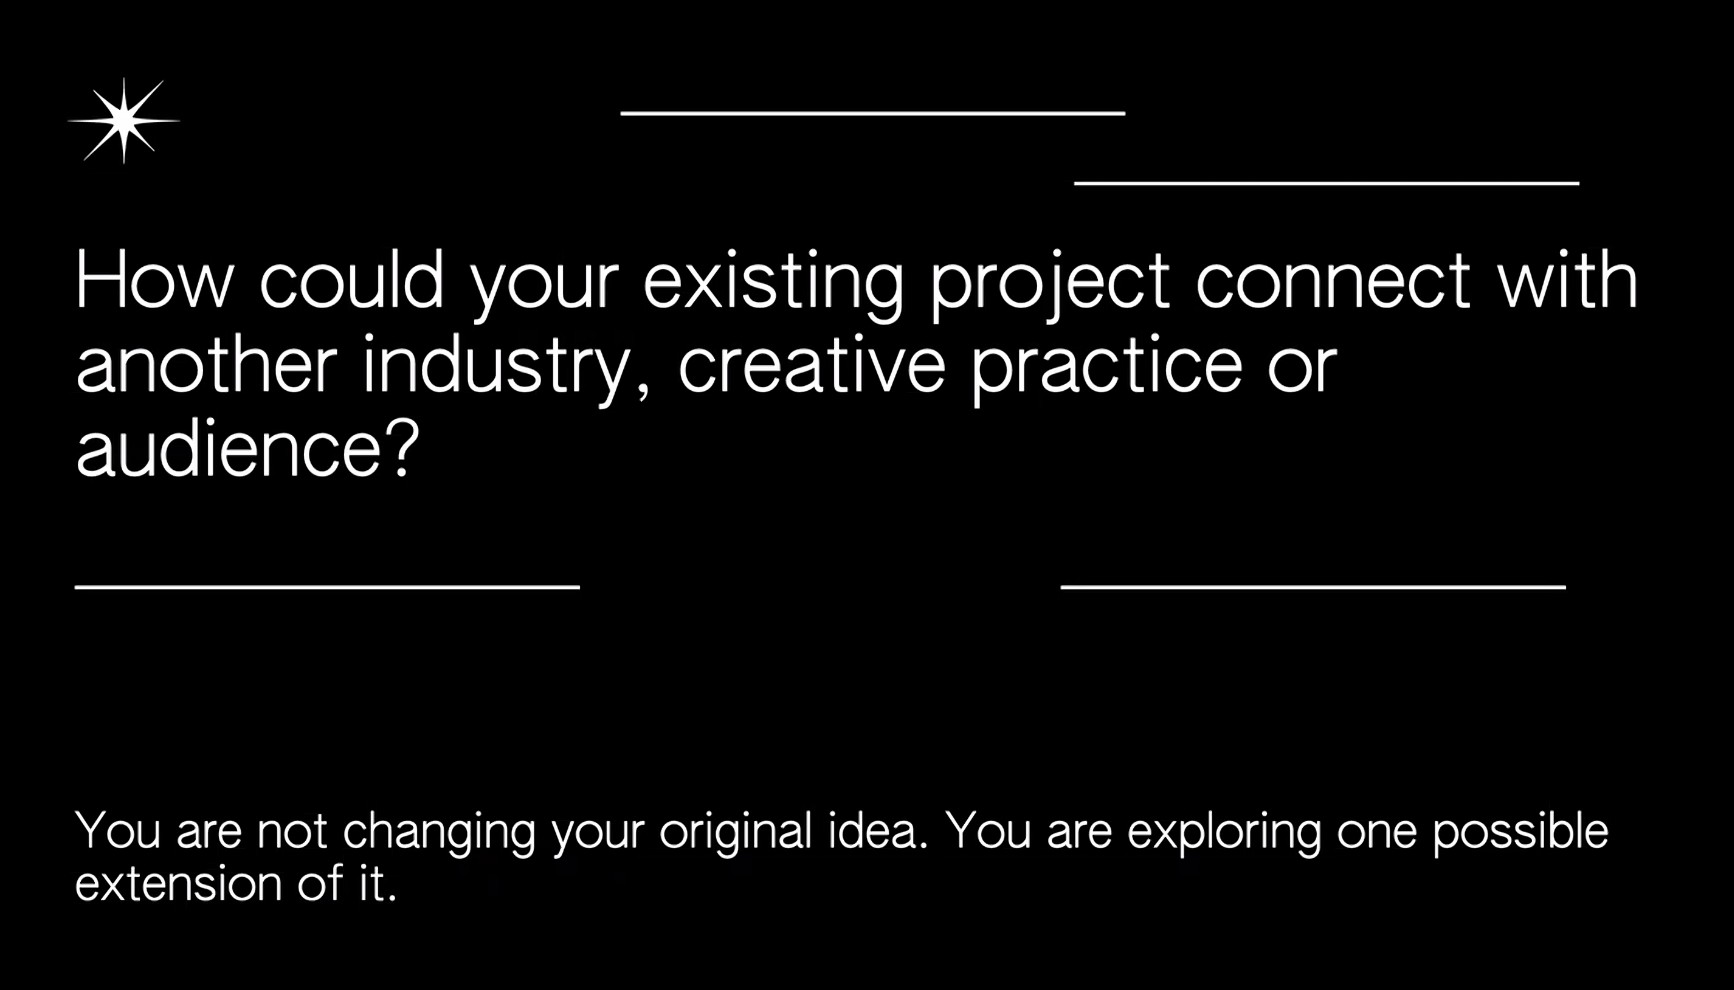 How could your existing project connect with
another industry, creative practice or
audience?
You are not changing your original idea. You are exploring one possible
extension of it.